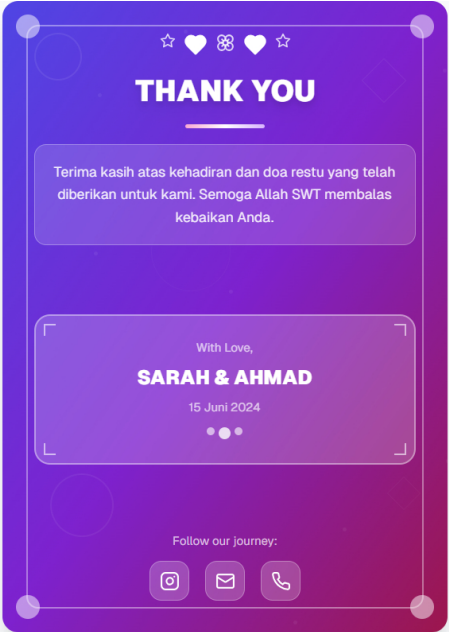 THANK YOU
Terima kasih atas kehadiran dan doa restu yang telah
diberikan untuk kami. Semoga Allah SWT membalas
kebaikan Anda.
With Love,
SARAH & AHMAD
15 Juni 2024
Follow our journey: